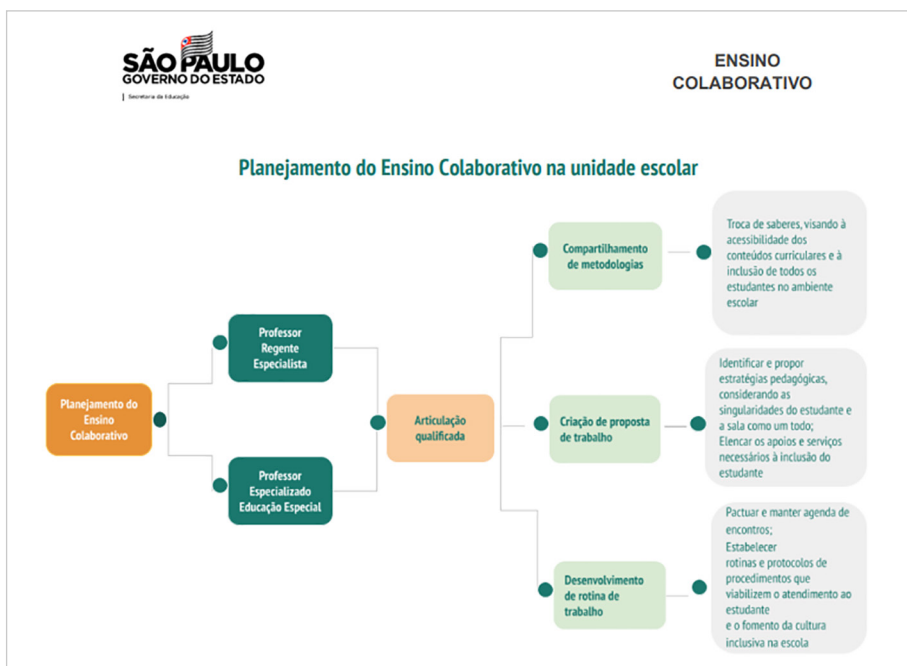 SÃO PAULO
GOVERNO DO ESTADO
Secretaria da Educação
ENSINO
COLABORATIVO
Planejamento do Ensino Colaborativo na unidade escolar
Planejamento do
Ensino
Colaborativo
Professor
Regente
Especialista
Professor
Especializado
Educação Especial
Articulação
qualificada
Compartilhamento
de metodologias
Troca de saberes, visando à
acessibilidade dos
conteúdos curriculares e à
inclusão de todos os
estudantes no ambiente
escolar
Criação de proposta
de trabalho
Identificar e propor
estratégias pedagógicas,
considerando as
singularidades do estudante e
a sala como um todo;
Elencar os apoios e serviços
necessários à inclusão do
estudante
Desenvolvimento
de rotina de
trabalho
Pactuar e manter agenda de
encontros;
Estabelecer
rotinas e protocolos de
procedimentos que
viabilizem o atendimento ao
estudante
e o fomento da cultura
inclusiva na escola